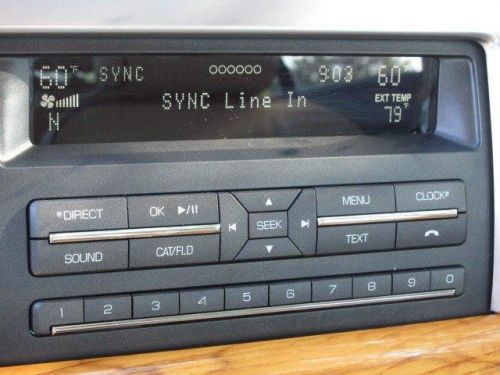 60°F SYNC 903 60°
SYNC Line In
EXT TEMP
N 79°F
*DIRECT OK MENU CLOCK*
SEEK
SOUND CAT/FLD TEXT
1 2 3 4 5 6 7 8 9 0